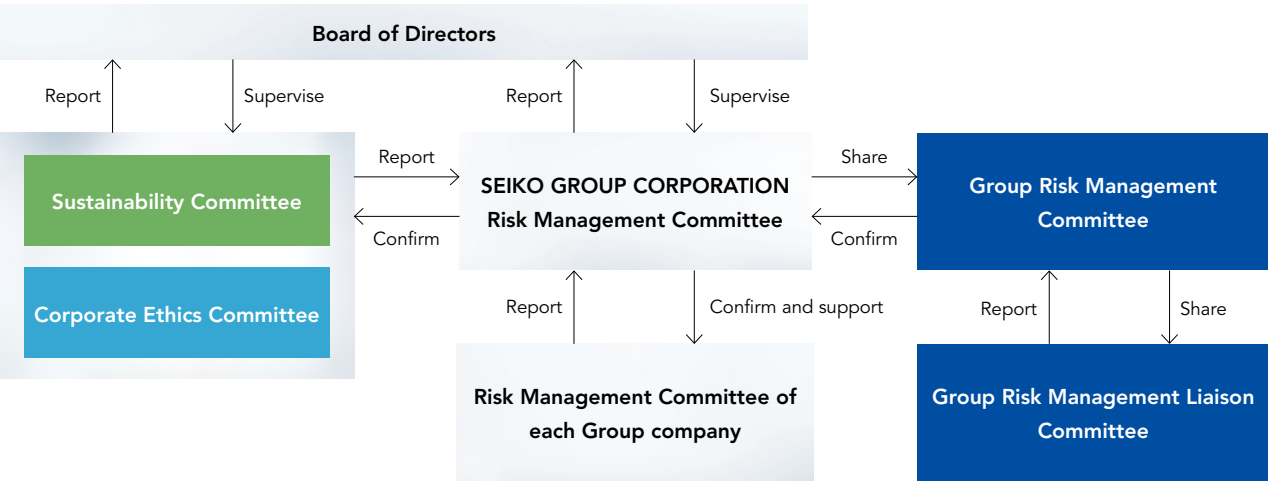 Board of Directors
Report
Supervise
Report
Supervise
Sustainability Committee
Corporate Ethics Committee
Report
Confirm
SEIKO GROUP CORPORATION
Risk Management Committee
Share
Confirm
Group Risk Management
Committee
Report
Confirm and support
Report
Share
Risk Management Committee of
each Group company
Group Risk Management Liaison
Committee